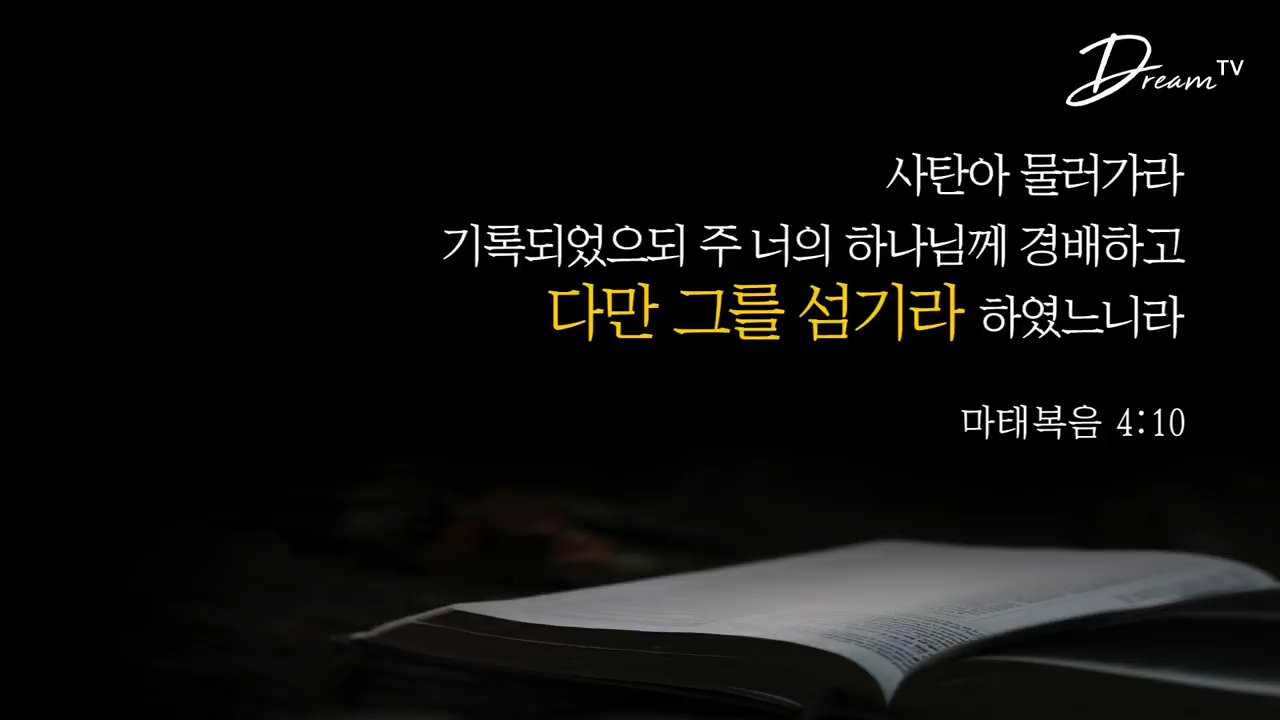 Dream TV
사탄아 물러가라
기록되었으되 주 너의 하나님께 경배하고
다만 그를 섬기라 하였느니라
마태복음 4:10